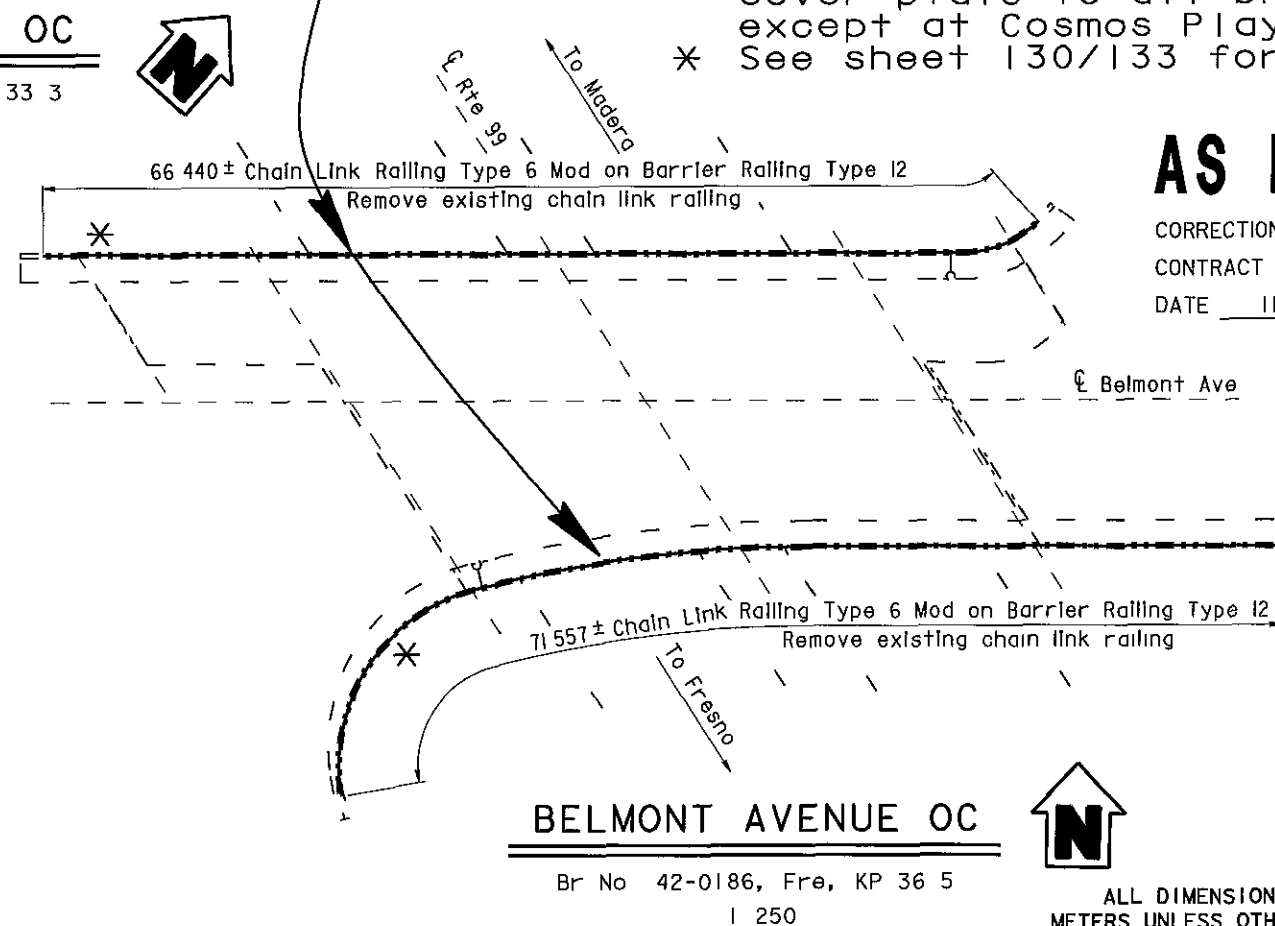 OC
33 3
N
cover plate to all
except at Cosmos Play
* See sheet 130/133 for
℄ Rte 99
To Madera
66 440± Chain Link Railing Type 6 Mod on Barrier Railing Type 12
Remove existing chain link railing
*
AS
CORRECTION
CONTRACT
DATE
℄ Belmont Ave
71 557± Chain Link Railing Type 6 Mod on Barrier Railing Type 12
Remove existing chain link railing
*
To Fresno
BELMONT AVENUE OC
Br No 42-0186, Fre, KP 36 5
1 250
N
ALL DIMENSION
METERS UNLESS OTH